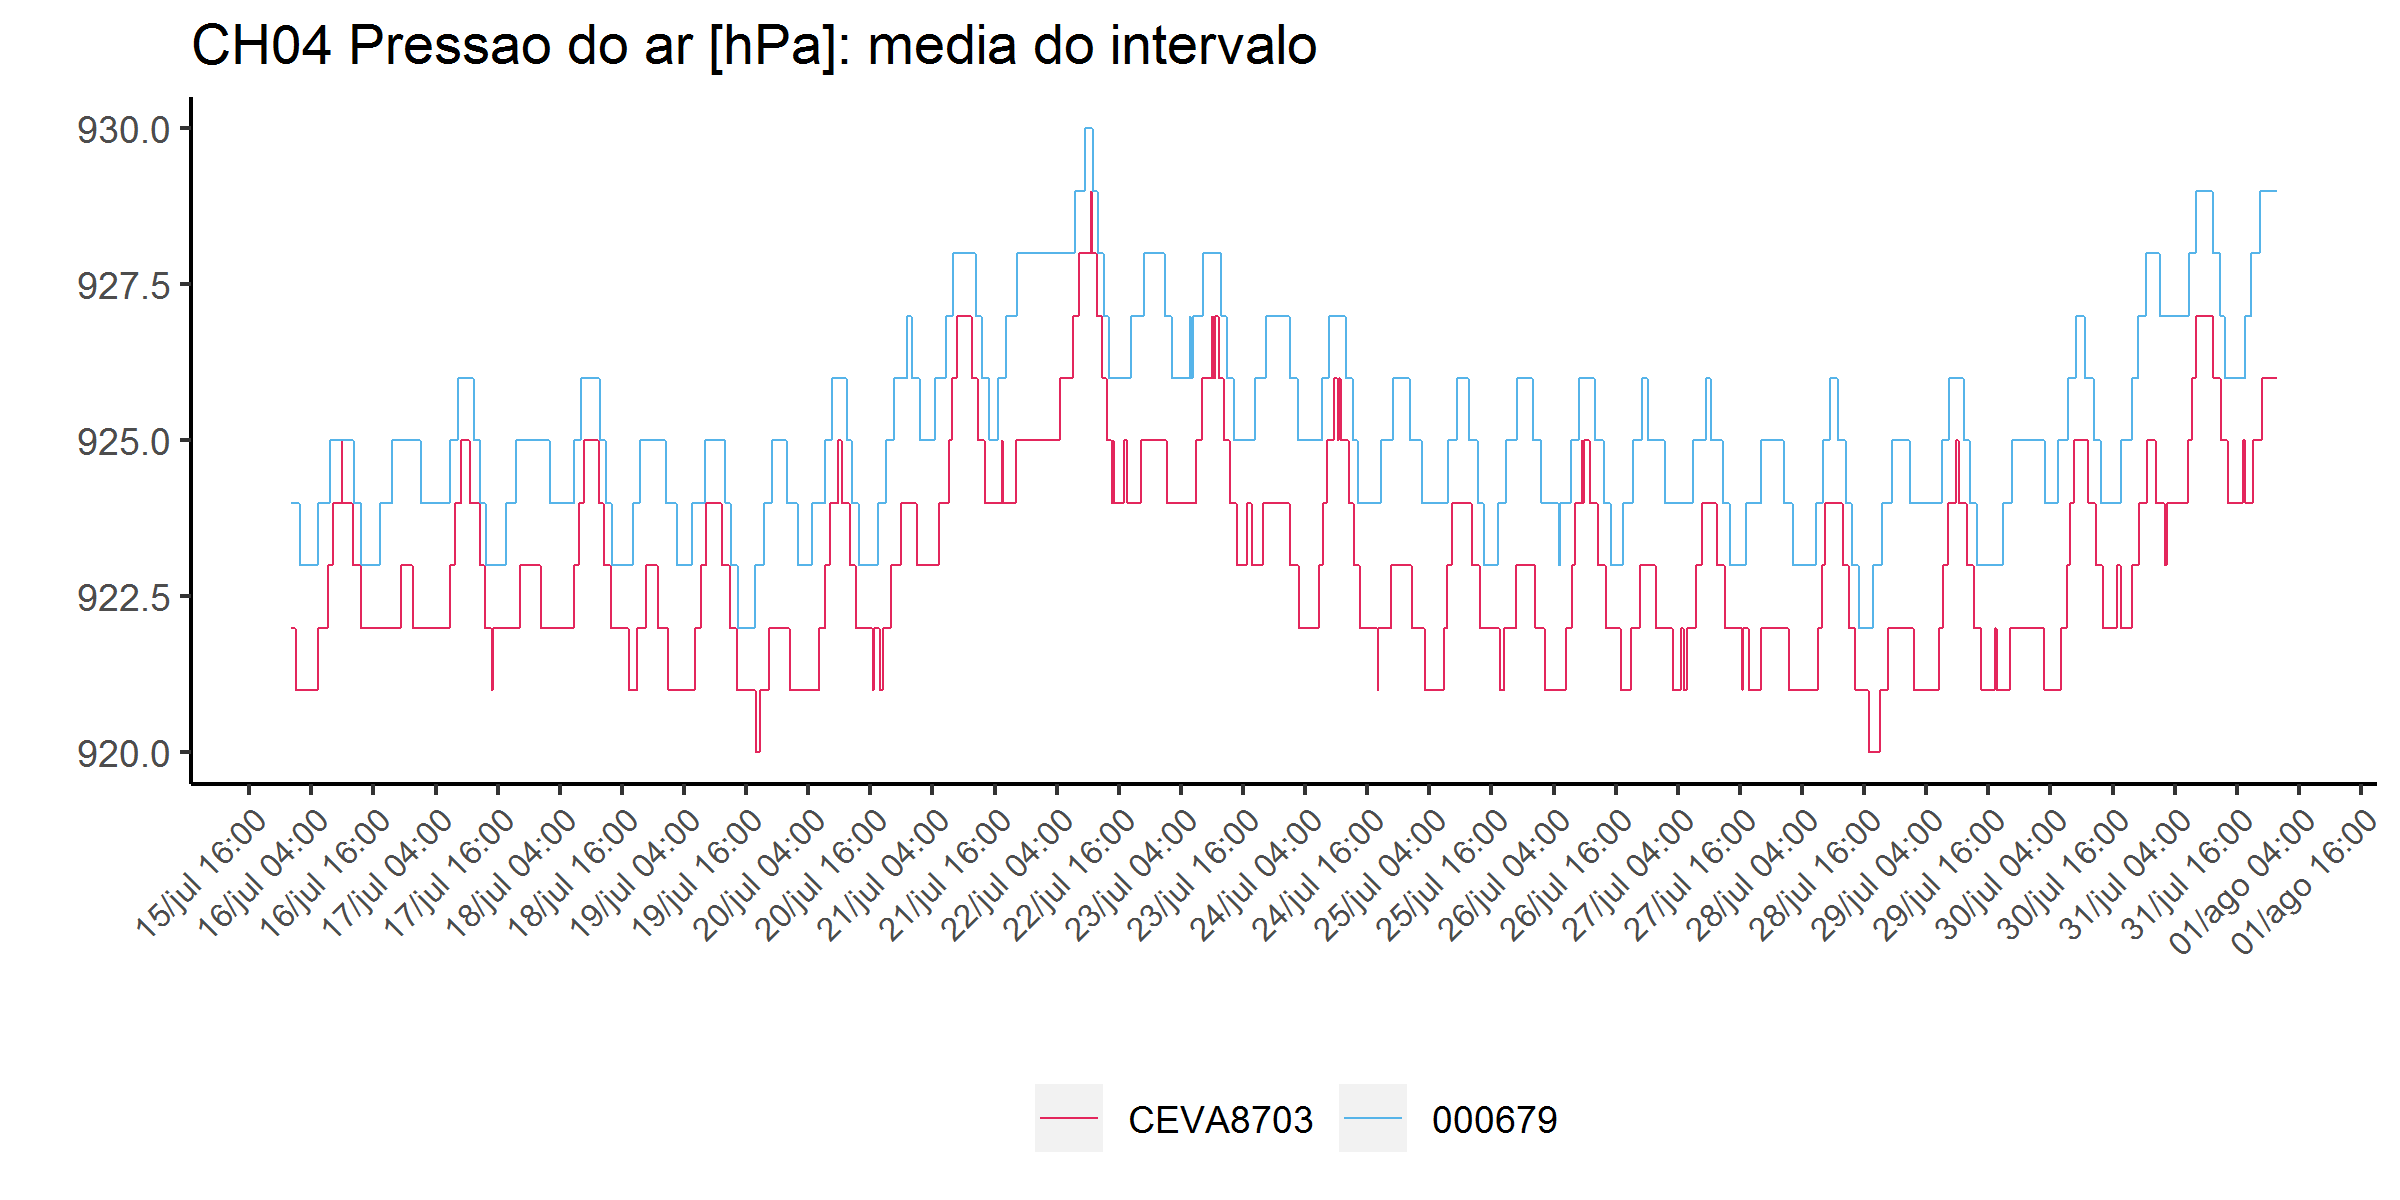 CH04 Pressao do ar [hPa]: media do intervalo
930.0
927.5
925.0
922.5
920.0
15/jul 16:00
16/jul 04:00
16/jul 16:00
17/jul 04:00
17/jul 16:00
18/jul 04:00
18/jul 16:00
19/jul 04:00
19/jul 16:00
20/jul 04:00
20/jul 16:00
21/jul 04:00
21/jul 16:00
22/jul 04:00
22/jul 16:00
23/jul 04:00
23/jul 16:00
24/jul 04:00
24/jul 16:00
25/jul 04:00
25/jul 16:00
26/jul 04:00
26/jul 16:00
27/jul 04:00
27/jul 16:00
28/jul 04:00
28/jul 16:00
29/jul 04:00
29/jul 16:00
30/jul 04:00
30/jul 16:00
31/jul 04:00
31/jul 16:00
01/ago 04:00
01/ago 16:00
CEVA8703
000679